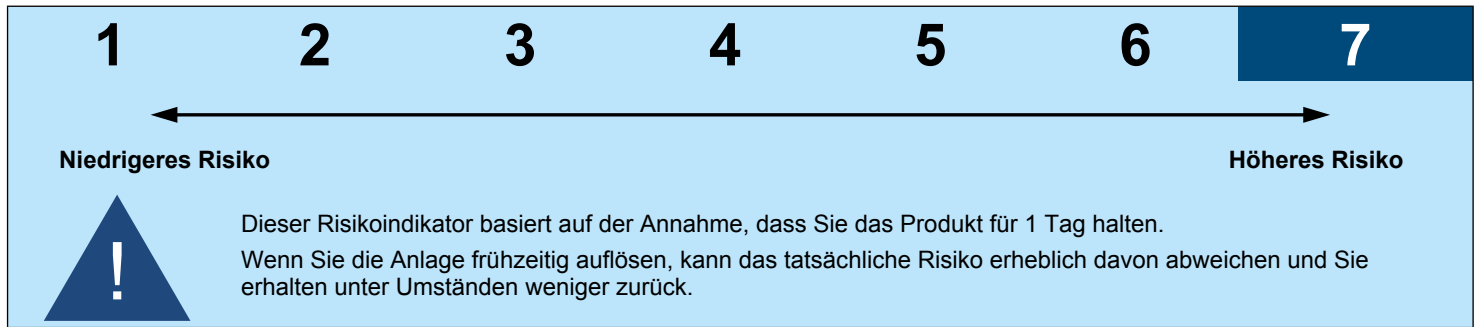 1 2 3 4 5 6 7
Niedrigeres Risiko Höheres Risiko
!
Dieser Risikoindikator basiert auf der Annahme, dass Sie das Produkt für 1 Tag halten.
Wenn Sie die Anlage frühzeitig auflösen, kann das tatsächliche Risiko erheblich davon abweichen und Sie
erhalten unter Umständen weniger zurück.